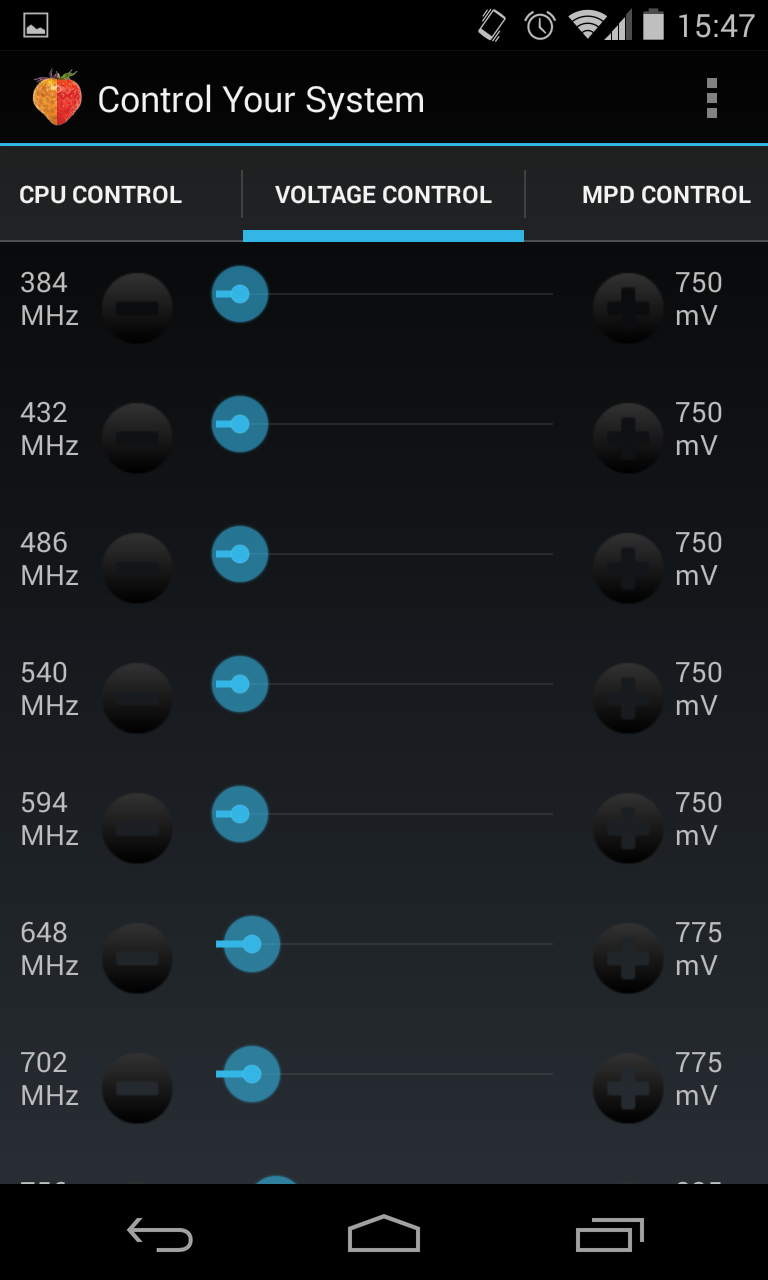 15:47
Control Your System
CPU CONTROL
VOLTAGE CONTROL
MPD CONTROL
384
MHz
750
mV
432
MHz
750
mV
486
MHz
750
mV
540
MHz
750
mV
594
MHz
750
mV
648
MHz
775
mV
702
MHz
775
mV